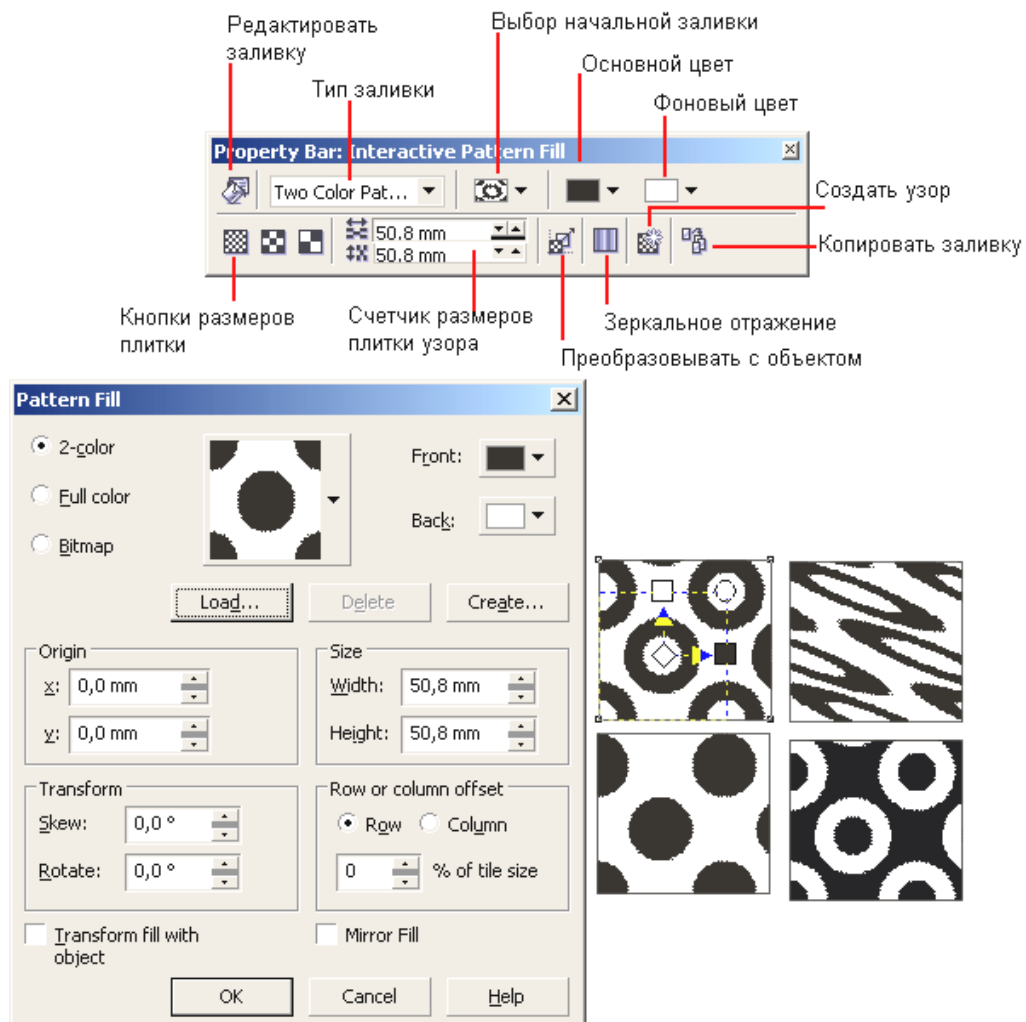 Редактировать
заливку
Выбор начальной заливки
Основной цвет
Тип заливки
Фоновый цвет
Property Bar: Interactive Pattern Fill
Two Color Pat...
Создать узор
50.8 mm
50.8 mm
Копировать заливку
Кнопки размеров
плитки
Счетчик размеров
плитки узора
Зеркальное отражение
Преобразовывать с объектом
Pattern Fill
2-color
Full color
Bitmap
Front:
Back:
Load... Delete Create...
Origin
x: 0,0 mm
y: 0,0 mm
Size
Width: 50,8 mm
Height: 50,8 mm
Transform
Skew: 0,0 °
Rotate: 0,0 °
Row or column offset
Row Column
0 % of tile size
Transform fill with
object
Mirror Fill
OK Cancel Help